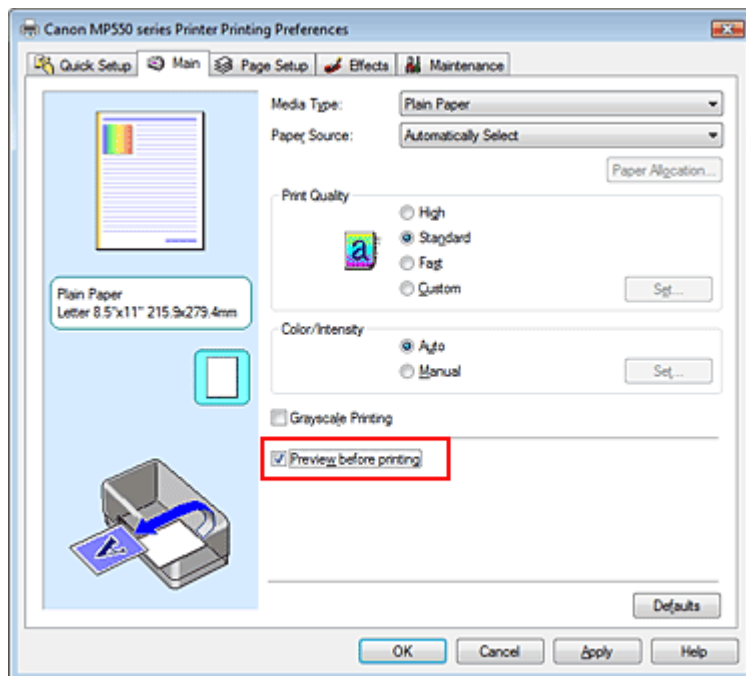 Canon MP550 series Printer Printing Preferences
Quick Setup Main Page Setup Effects Maintenance
Media Type: Plain Paper
Paper Source: Automatically Select
Paper Allocation...
Print Quality
High
a
Standard
Fast
Custom Set...
Plain Paper
Letter 8.5"x11" 215.9x279.4mm
Color/Intensity
Auto
Manual Set...
Grayscale Printing
Preview before printing
A
Defaults
OK Cancel Apply Help